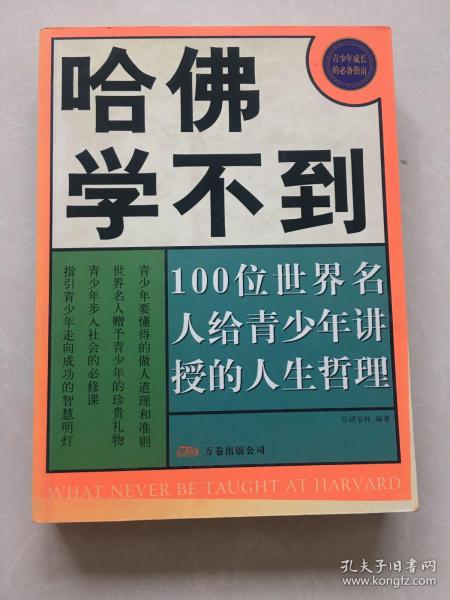 青少年成长
的必备指南
哈佛
学不到
100位世界名
人给青少年讲
授的人生哲理
◎胡宝林 编著
青少年要懂得的做人道理和准则
世界名人赠予青少年的珍贵礼物
青少年步入社会的必修课
指引青少年走向成功的智慧明灯
万卷出版公司
WHAT NEVER BE TAUGHT AT HARVARD
孔夫子旧书网
www.kongfz.com